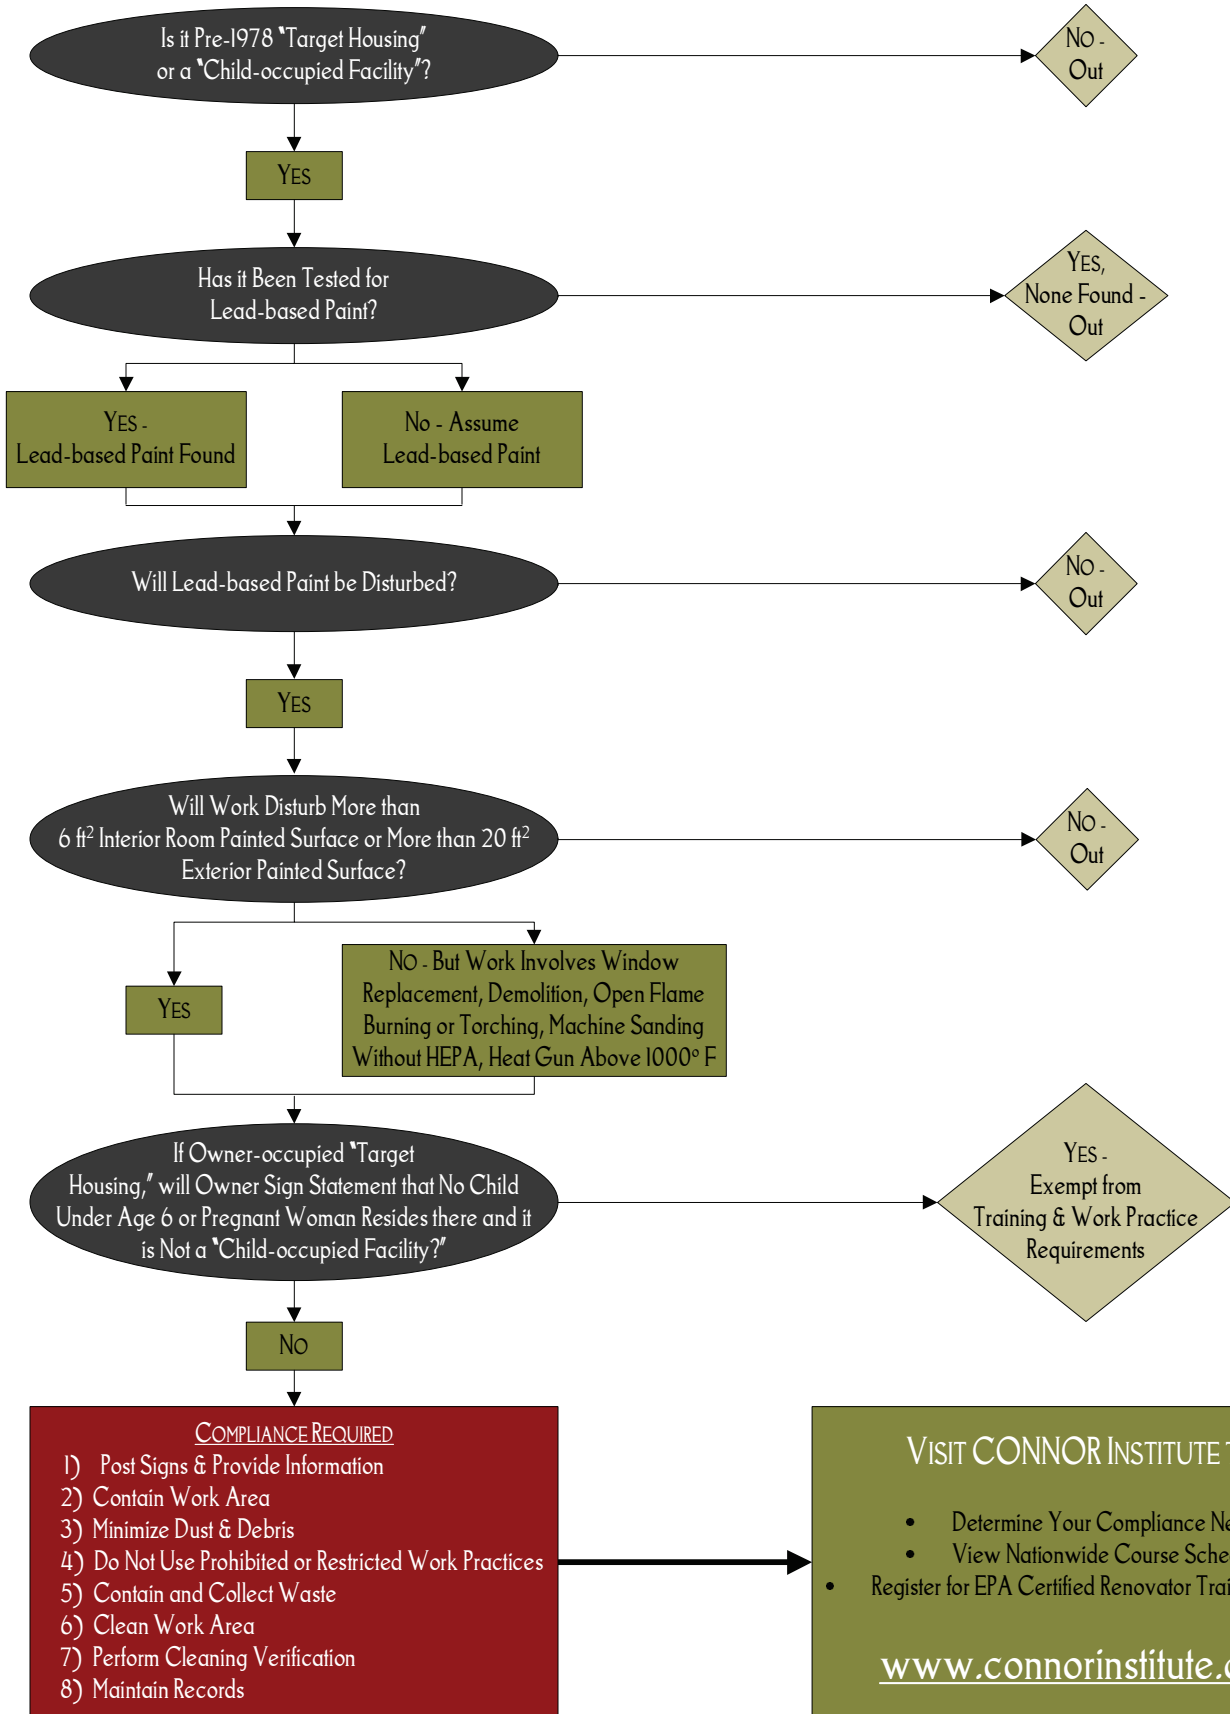 Is it Pre-1978 "Target Housing"
or a "Child-occupied Facility"?
NO -
Out
YES
Has it Been Tested for
Lead-based Paint?
YES,
None Found -
Out
YES -
Lead-based Paint Found
No - Assume
Lead-based Paint
Will Lead-based Paint be Disturbed?
NO -
Out
YES
Will Work Disturb More than
6 ft² Interior Room Painted Surface or More than 20 ft²
Exterior Painted Surface?
NO -
Out
YES
NO - But Work Involves Window
Replacement, Demolition, Open Flame
Burning or Torching, Machine Sanding
Without HEPA, Heat Gun Above 1000° F
If Owner-occupied "Target
Housing," will Owner Sign Statement that No Child
Under Age 6 or Pregnant Woman Resides there and it
is Not a "Child-occupied Facility?"
YES -
Exempt from
Training & Work Practice
Requirements
NO
COMPLIANCE REQUIRED
1) Post Signs & Provide Information
2) Contain Work Area
3) Minimize Dust & Debris
4) Do Not Use Prohibited or Restricted Work Practices
5) Contain and Collect Waste
6) Clean Work Area
7) Perform Cleaning Verification
8) Maintain Records
VISIT CONNOR INSTITUTE
• Determine Your Compliance
• View Nationwide Course
• Register for EPA Certified Renovator
www.connorinstitute.